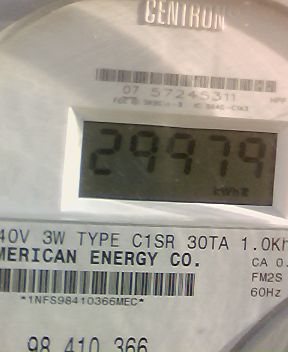 CENTRON
07 57245311
29979
kWh
40V 3W TYPE C1SR 30TA 1.0Kh
MERICAN ENERGY CO.
CA 0.
FM2S
60Hz
*1NFS98410366MEC*
98 410 366